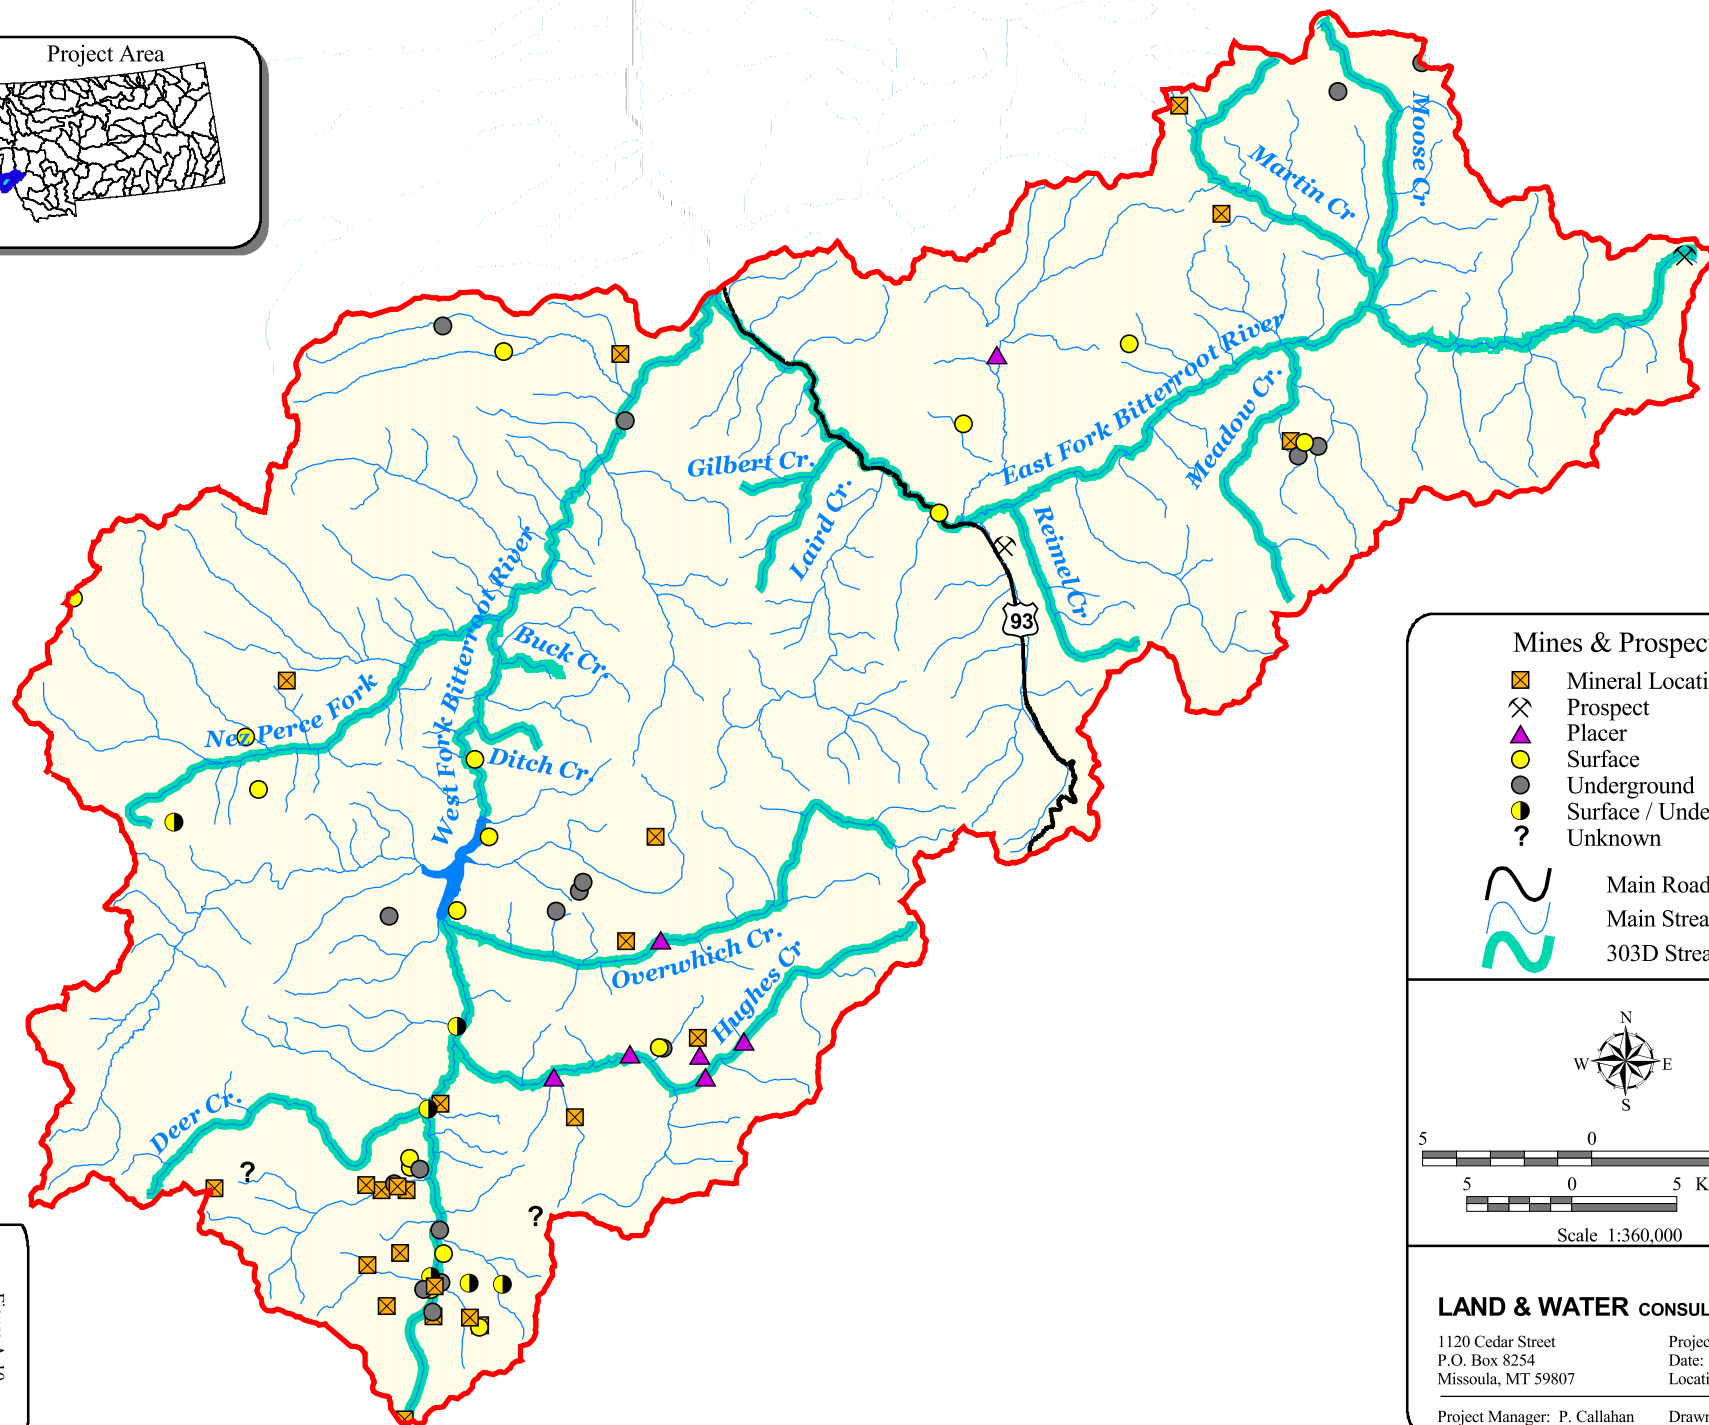 Project Area
Moose Cr
Martin Cr
East Fork Bitterroot River
Meadow Cr.
Gilbert Cr.
Laird Cr.
Reimel Cr.
93
West Fork Bitterroot River
Buck Cr.
Nez Perce Fork
Ditch Cr.
Overwhich Cr.
Hughes Cr
Deer Cr.
?
?
Mines & Prospec
Mineral Locati
Prospect
Placer
Surface
Underground
Surface / Unde
? Unknown
Main Road
Main Strea
303D Strea
N
W E
S
5 0
5 0 5 K
Scale 1:360,000
LAND & WATER CONSUL
1120 Cedar Street Projec
P.O. Box 8254 Date:
Missoula, MT 59807 Locati
Project Manager: P. Callahan Drawn